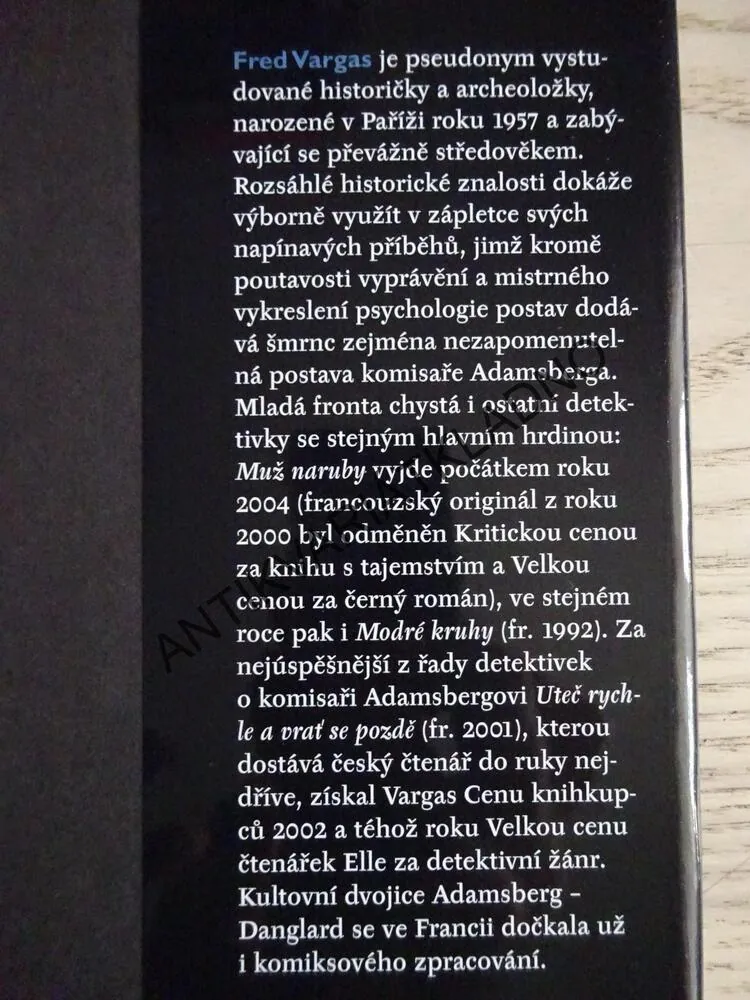 Fred Vargas je pseudonym vystu-
dované historičky a archeoložky,
narozené v Paříži roku 1957 a zabý-
vající se převážně středověkem.
Rozsáhlé historické znalosti dokáže
výborně využít v zápletce svých
napínavých příběhů, jimž kromě
poutavosti vyprávění a mistrného
vykreslení psychologie postav dodá-
vá šmrnc zejména nezapomenutel-
ná postava komisaře Adamsberga.
Mladá fronta chystá i ostatní detek-
tivky se stejným hlavním hrdinou:
Muž naruby vyjde počátkem roku
2004 (francouzský originál z roku
2000 byl odměněn Kritickou cenou
za knihu s tajemstvím a Velkou
cenou za černý román), ve stejném
roce pak i Modré kruhy (fr. 1992). Za
nejúspěšnější z řady detektivek
o komisaři Adamsbergovi Uteč rych-
le a vrať se pozdě (fr. 2001), kterou
dostává český čtenář do ruky nej-
dříve, získal Vargas Cenu knihkup-
ců 2002 a téhož roku Velkou cenu
čtenářek Elle za detektivní žánr.
Kultovní dvojice Adamsberg –
Danglard se ve Francii dočkala už
i komiksového zpracování.
ANTIKVARIATKLADNO